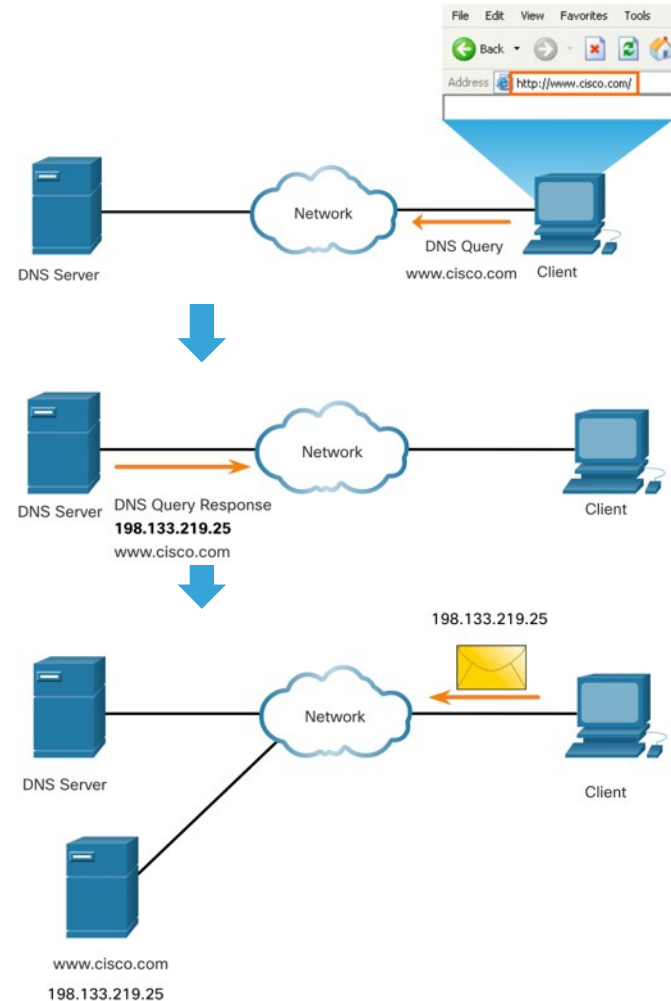 File Edit View Favorites Tools
Back
Address http://www.cisco.com/
Network
DNS Query
www.cisco.com
DNS Server
Client
Network
DNS Server
DNS Query Response
198.133.219.25
www.cisco.com
Client
198.133.219.25
Network
DNS Server
Client
www.cisco.com
198.133.219.25